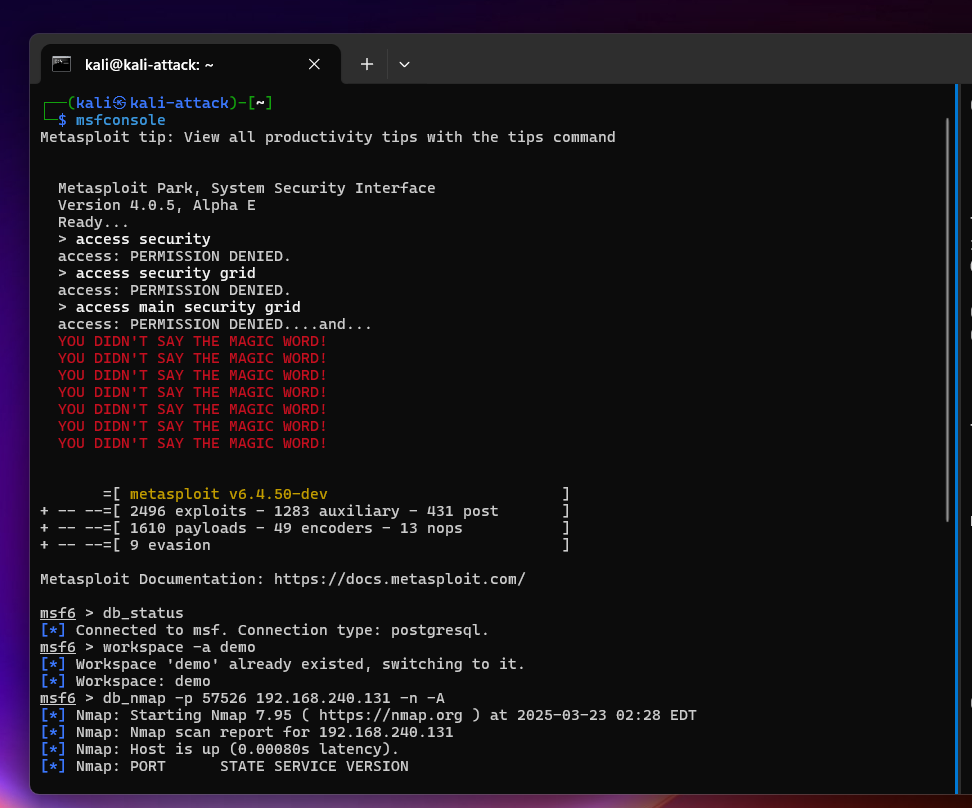 kali@kali-attack: ~
┌──(kali㉿kali-attack)-[~]
└─$ msfconsole
Metasploit tip: View all productivity tips with the tips command
Metasploit Park, System Security Interface
Version 4.0.5, Alpha E
Ready...
> access security
access: PERMISSION DENIED.
> access security grid
access: PERMISSION DENIED.
> access main security grid
access: PERMISSION DENIED....and...
YOU DIDN'T SAY THE MAGIC WORD!
YOU DIDN'T SAY THE MAGIC WORD!
YOU DIDN'T SAY THE MAGIC WORD!
YOU DIDN'T SAY THE MAGIC WORD!
YOU DIDN'T SAY THE MAGIC WORD!
YOU DIDN'T SAY THE MAGIC WORD!
YOU DIDN'T SAY THE MAGIC WORD!
=[ metasploit v6.4.50-dev ]
+ -- --=[ 2496 exploits - 1283 auxiliary - 431 post ]
+ -- --=[ 1610 payloads - 49 encoders - 13 nops ]
+ -- --=[ 9 evasion ]
Metasploit Documentation: https://docs.metasploit.com/
msf6 > db_status
[*] Connected to msf. Connection type: postgresql.
msf6 > workspace -a demo
[*] Workspace 'demo' already existed, switching to it.
[*] Workspace: demo
msf6 > db_nmap -p 57526 192.168.240.131 -n -A
[*] Nmap: Starting Nmap 7.95 ( https://nmap.org ) at 2025-03-23 02:28 EDT
[*] Nmap: Nmap scan report for 192.168.240.131
[*] Nmap: Host is up (0.00080s latency).
[*] Nmap: PORT STATE SERVICE VERSION